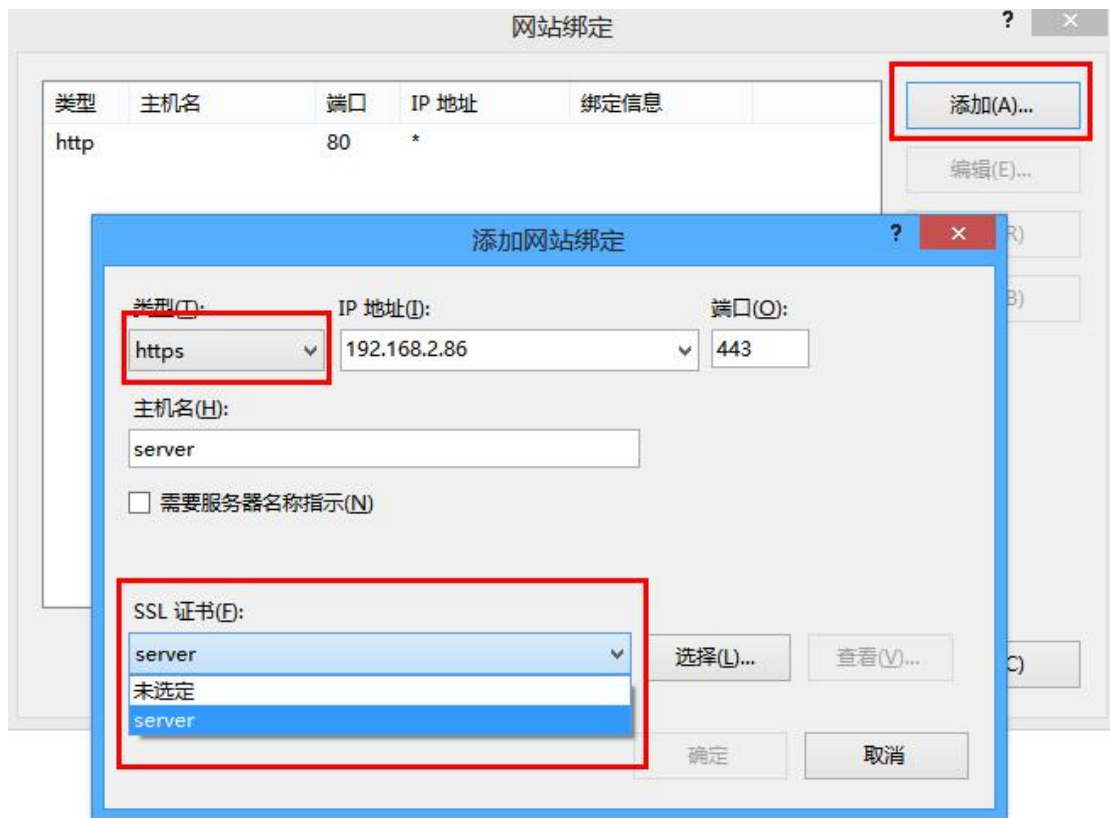 网站绑定 ?
类型 主机名 端口 IP 地址 绑定信息
http 80 *
添加(A)...
编辑(E)...
R)
B)
添加网站绑定 ?
类型(T): IP 地址(I): 端口(O):
https 192.168.2.86 443
主机名(H):
server
需要服务器名称指示(N)
SSL 证书(F):
server 选择(L)... 查看(V)...
未选定
server
C)
确定 取消